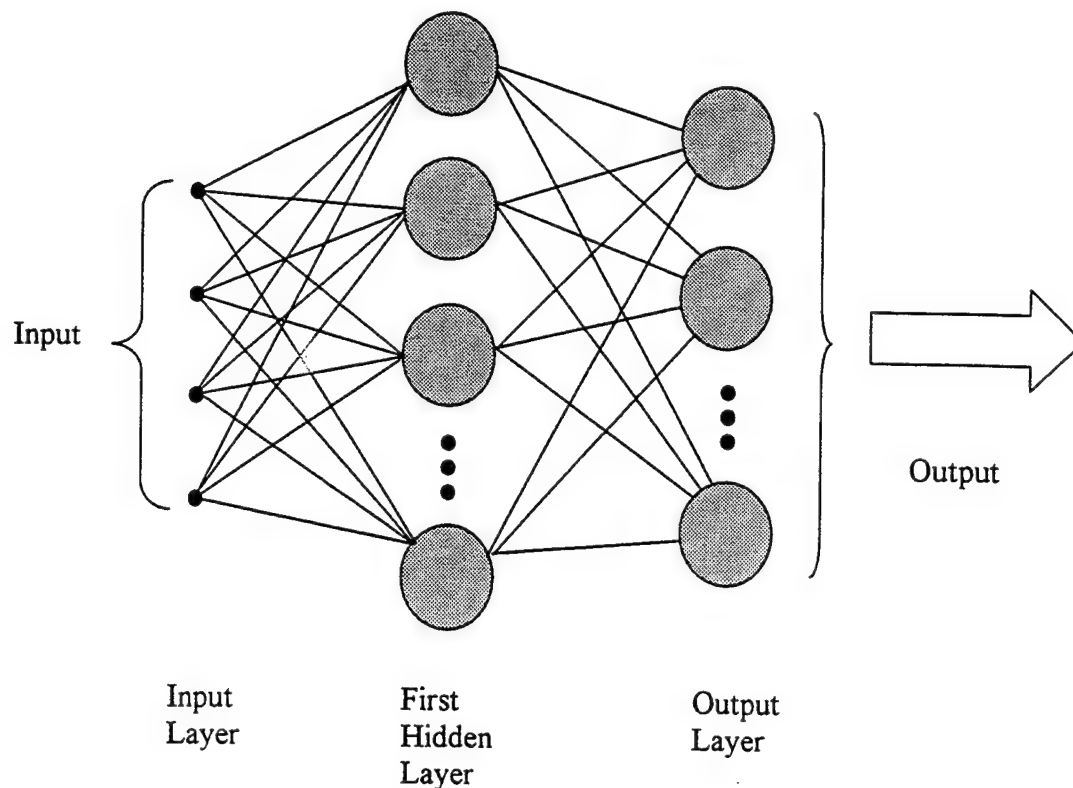 Input
Output
Input
Layer
First
Hidden
Layer
Output
Layer